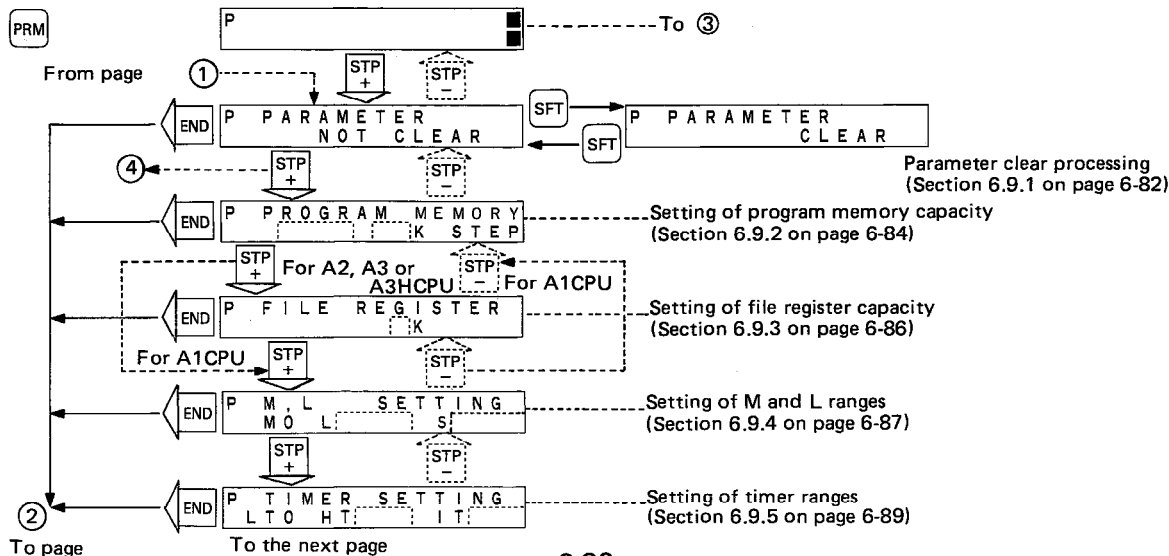 PRM
P
To ③
STP
+
STP
-
From page
①
END
P PARAMETER
NOT CLEAR
SFT
SFT
P PARAMETER
CLEAR
Parameter clear processing
(Section 6.9.1 on page 6-82)
④
STP
+
STP
-
END
P PROGRAM MEMORY
K STEP
Setting of program memory capacity
(Section 6.9.2 on page 6-84)
STP
+
For A2, A3 or
A3HCPU
STP
-
For A1CPU
END
P FILE REGISTER
K
Setting of file register capacity
(Section 6.9.3 on page 6-86)
For A1CPU
STP
+
STP
-
END
P M,L SETTING
M0 L S
Setting of M and L ranges
(Section 6.9.4 on page 6-87)
STP
+
STP
-
END
P TIMER SETTING
LT0 HT IT
Setting of timer ranges
(Section 6.9.5 on page 6-89)
②
To page
To the next page